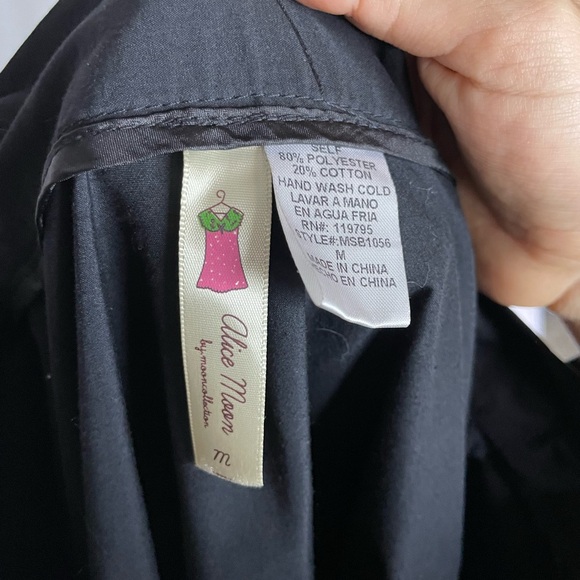 Alice Moon
by.mooncollection
m
SELF
80% POLYESTER
20% COTTON
HAND WASH COLD
LAVAR A MANO
EN AGUA FRIA
RN#: 119795
STYLE#:MSB1056
M
MADE IN CHINA
HECHO EN CHINA